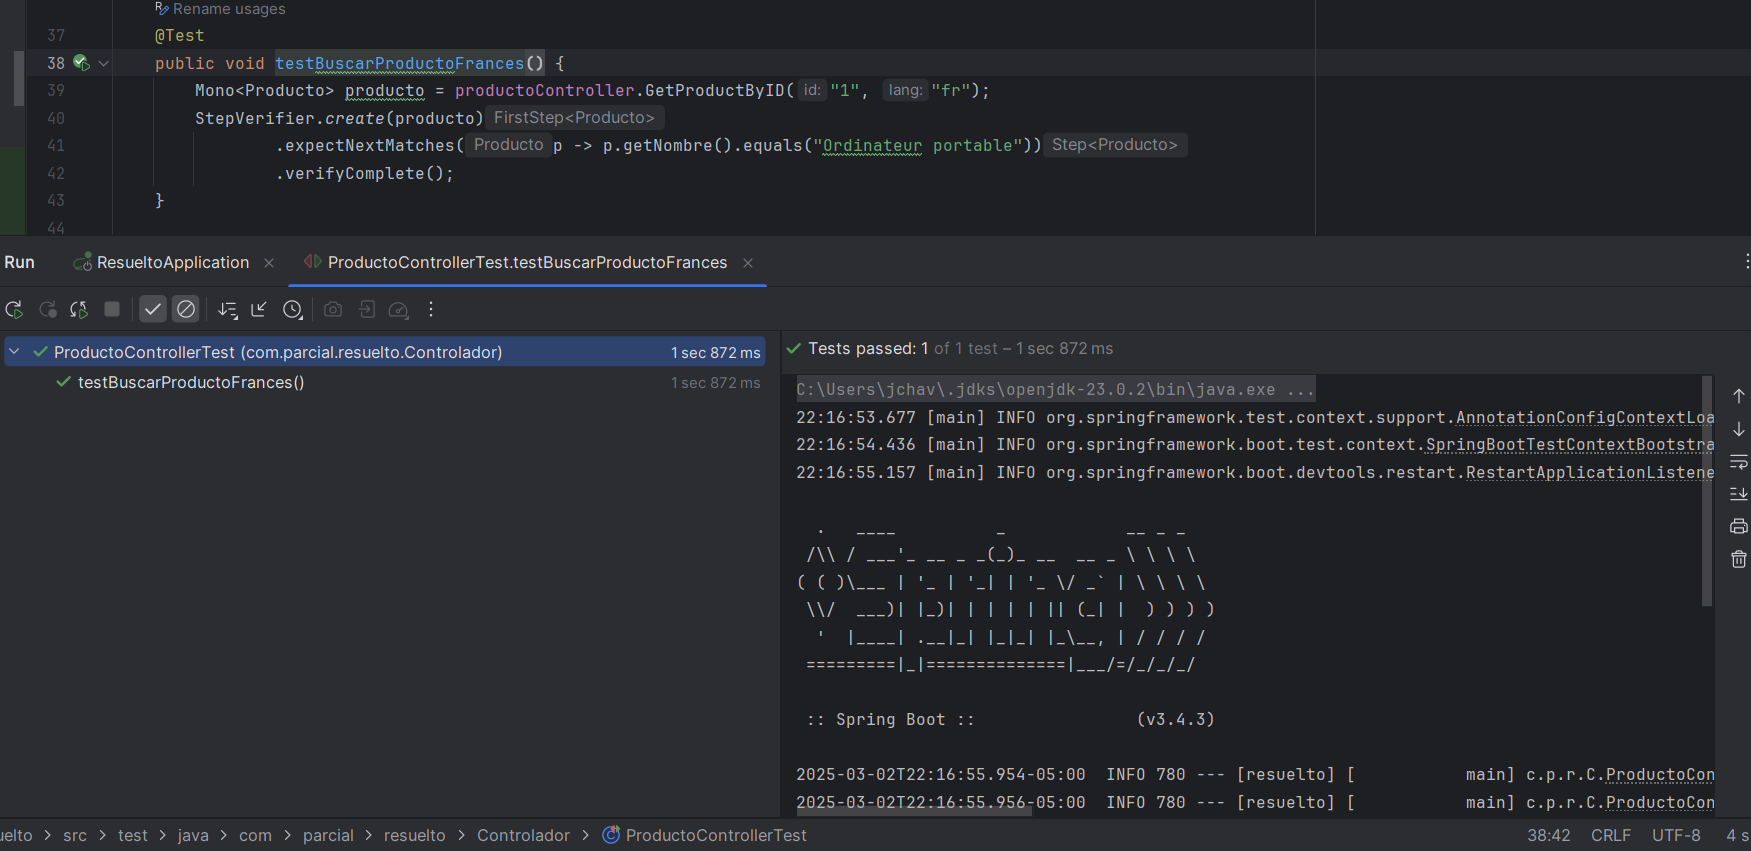 Rename usages
37 @Test
38 public void testBuscarProductoFrances() {
39 Mono<Producto> producto = productoController.GetProductByID( id: "1", lang: "fr");
40 StepVerifier.create(producto) FirstStep<Producto>
41 .expectNextMatches( Producto p -> p.getNombre().equals("Ordinateur portable")) Step<Producto>
42 .verifyComplete();
43 }
44
Run ResueltoApplication ProductoControllerTest.testBuscarProductoFrances
ProductoControllerTest (com.parcial.resuelto.Controlador) 1 sec 872 ms
testBuscarProductoFrances() 1 sec 872 ms
Tests passed: 1 of 1 test – 1 sec 872 ms
C:\Users\jchav\.jdks\openjdk-23.0.2\bin\java.exe ...
22:16:53.677 [main] INFO org.springframework.test.context.support.AnnotationConfigContextLoa
22:16:54.436 [main] INFO org.springframework.boot.test.context.SpringBootTestContextBootstra
22:16:55.157 [main] INFO org.springframework.boot.devtools.restart.RestartApplicationListene
  .   ____          _            __ _ _
 /\\ / ___'_ __ _ _(_)_ __  __ _ \ \ \ \
( ( )\___ | '_ | '_| | '_ \/ _` | \ \ \ \
 \\/  ___)| |_)| | | | | || (_| |  ) ) ) )
  '  |____| .__|_| |_|_| |_\__, | / / / /
 =========|_|==============|___/=/_/_/_/
:: Spring Boot :: (v3.4.3)
2025-03-02T22:16:55.954-05:00 INFO 780 --- [resuelto] [ main] c.p.r.C.ProductoCon
2025-03-02T22:16:55.956-05:00 INFO 780 --- [resuelto] [ main] c.p.r.C.ProductoCon
uelto > src > test > java > com > parcial > resuelto > Controlador > ProductoControllerTest 38:42 CRLF UTF-8 4 s